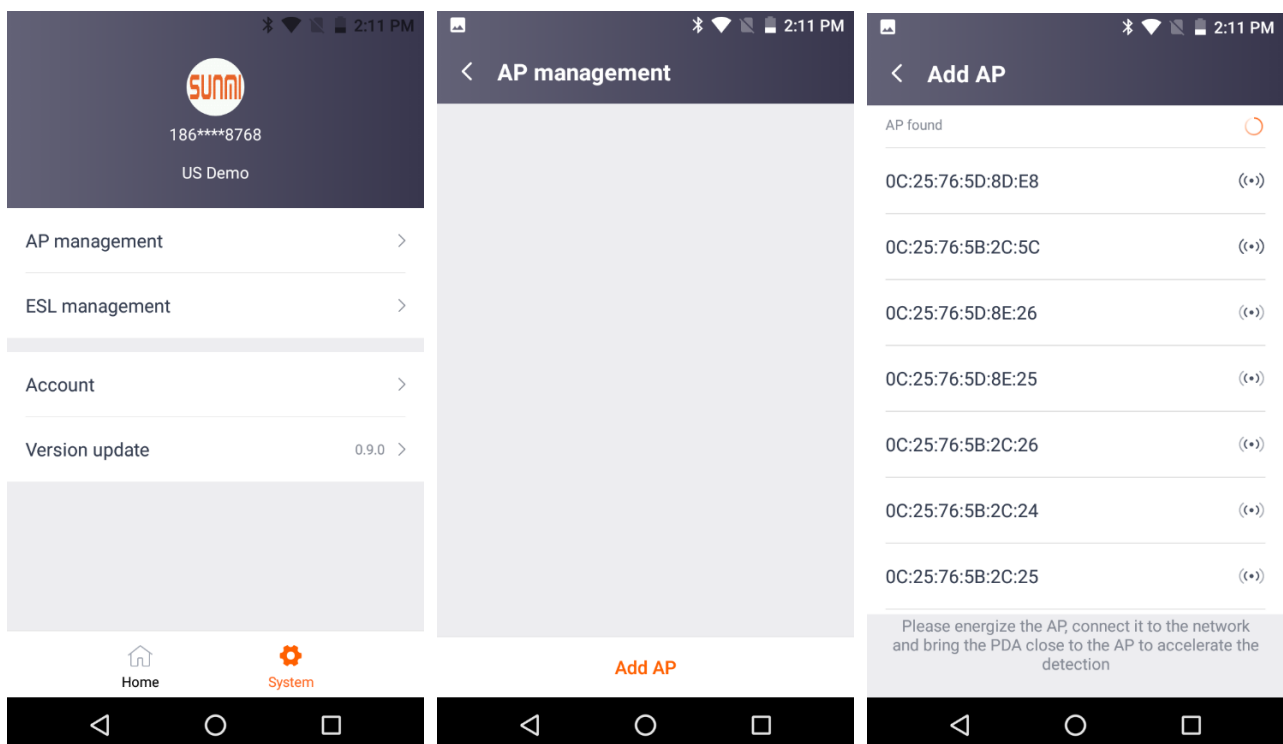 2:11 PM
SUNMI
186****8768
US Demo
AP management
ESL management
Account
Version update 0.9.0
Home System
2:11 PM
AP management
Add AP
2:11 PM
Add AP
AP found
0C:25:76:5D:8D:E8
0C:25:76:5B:2C:5C
0C:25:76:5D:8E:26
0C:25:76:5D:8E:25
0C:25:76:5B:2C:26
0C:25:76:5B:2C:24
0C:25:76:5B:2C:25
Please energize the AP, connect it to the network
and bring the PDA close to the AP to accelerate the
detection